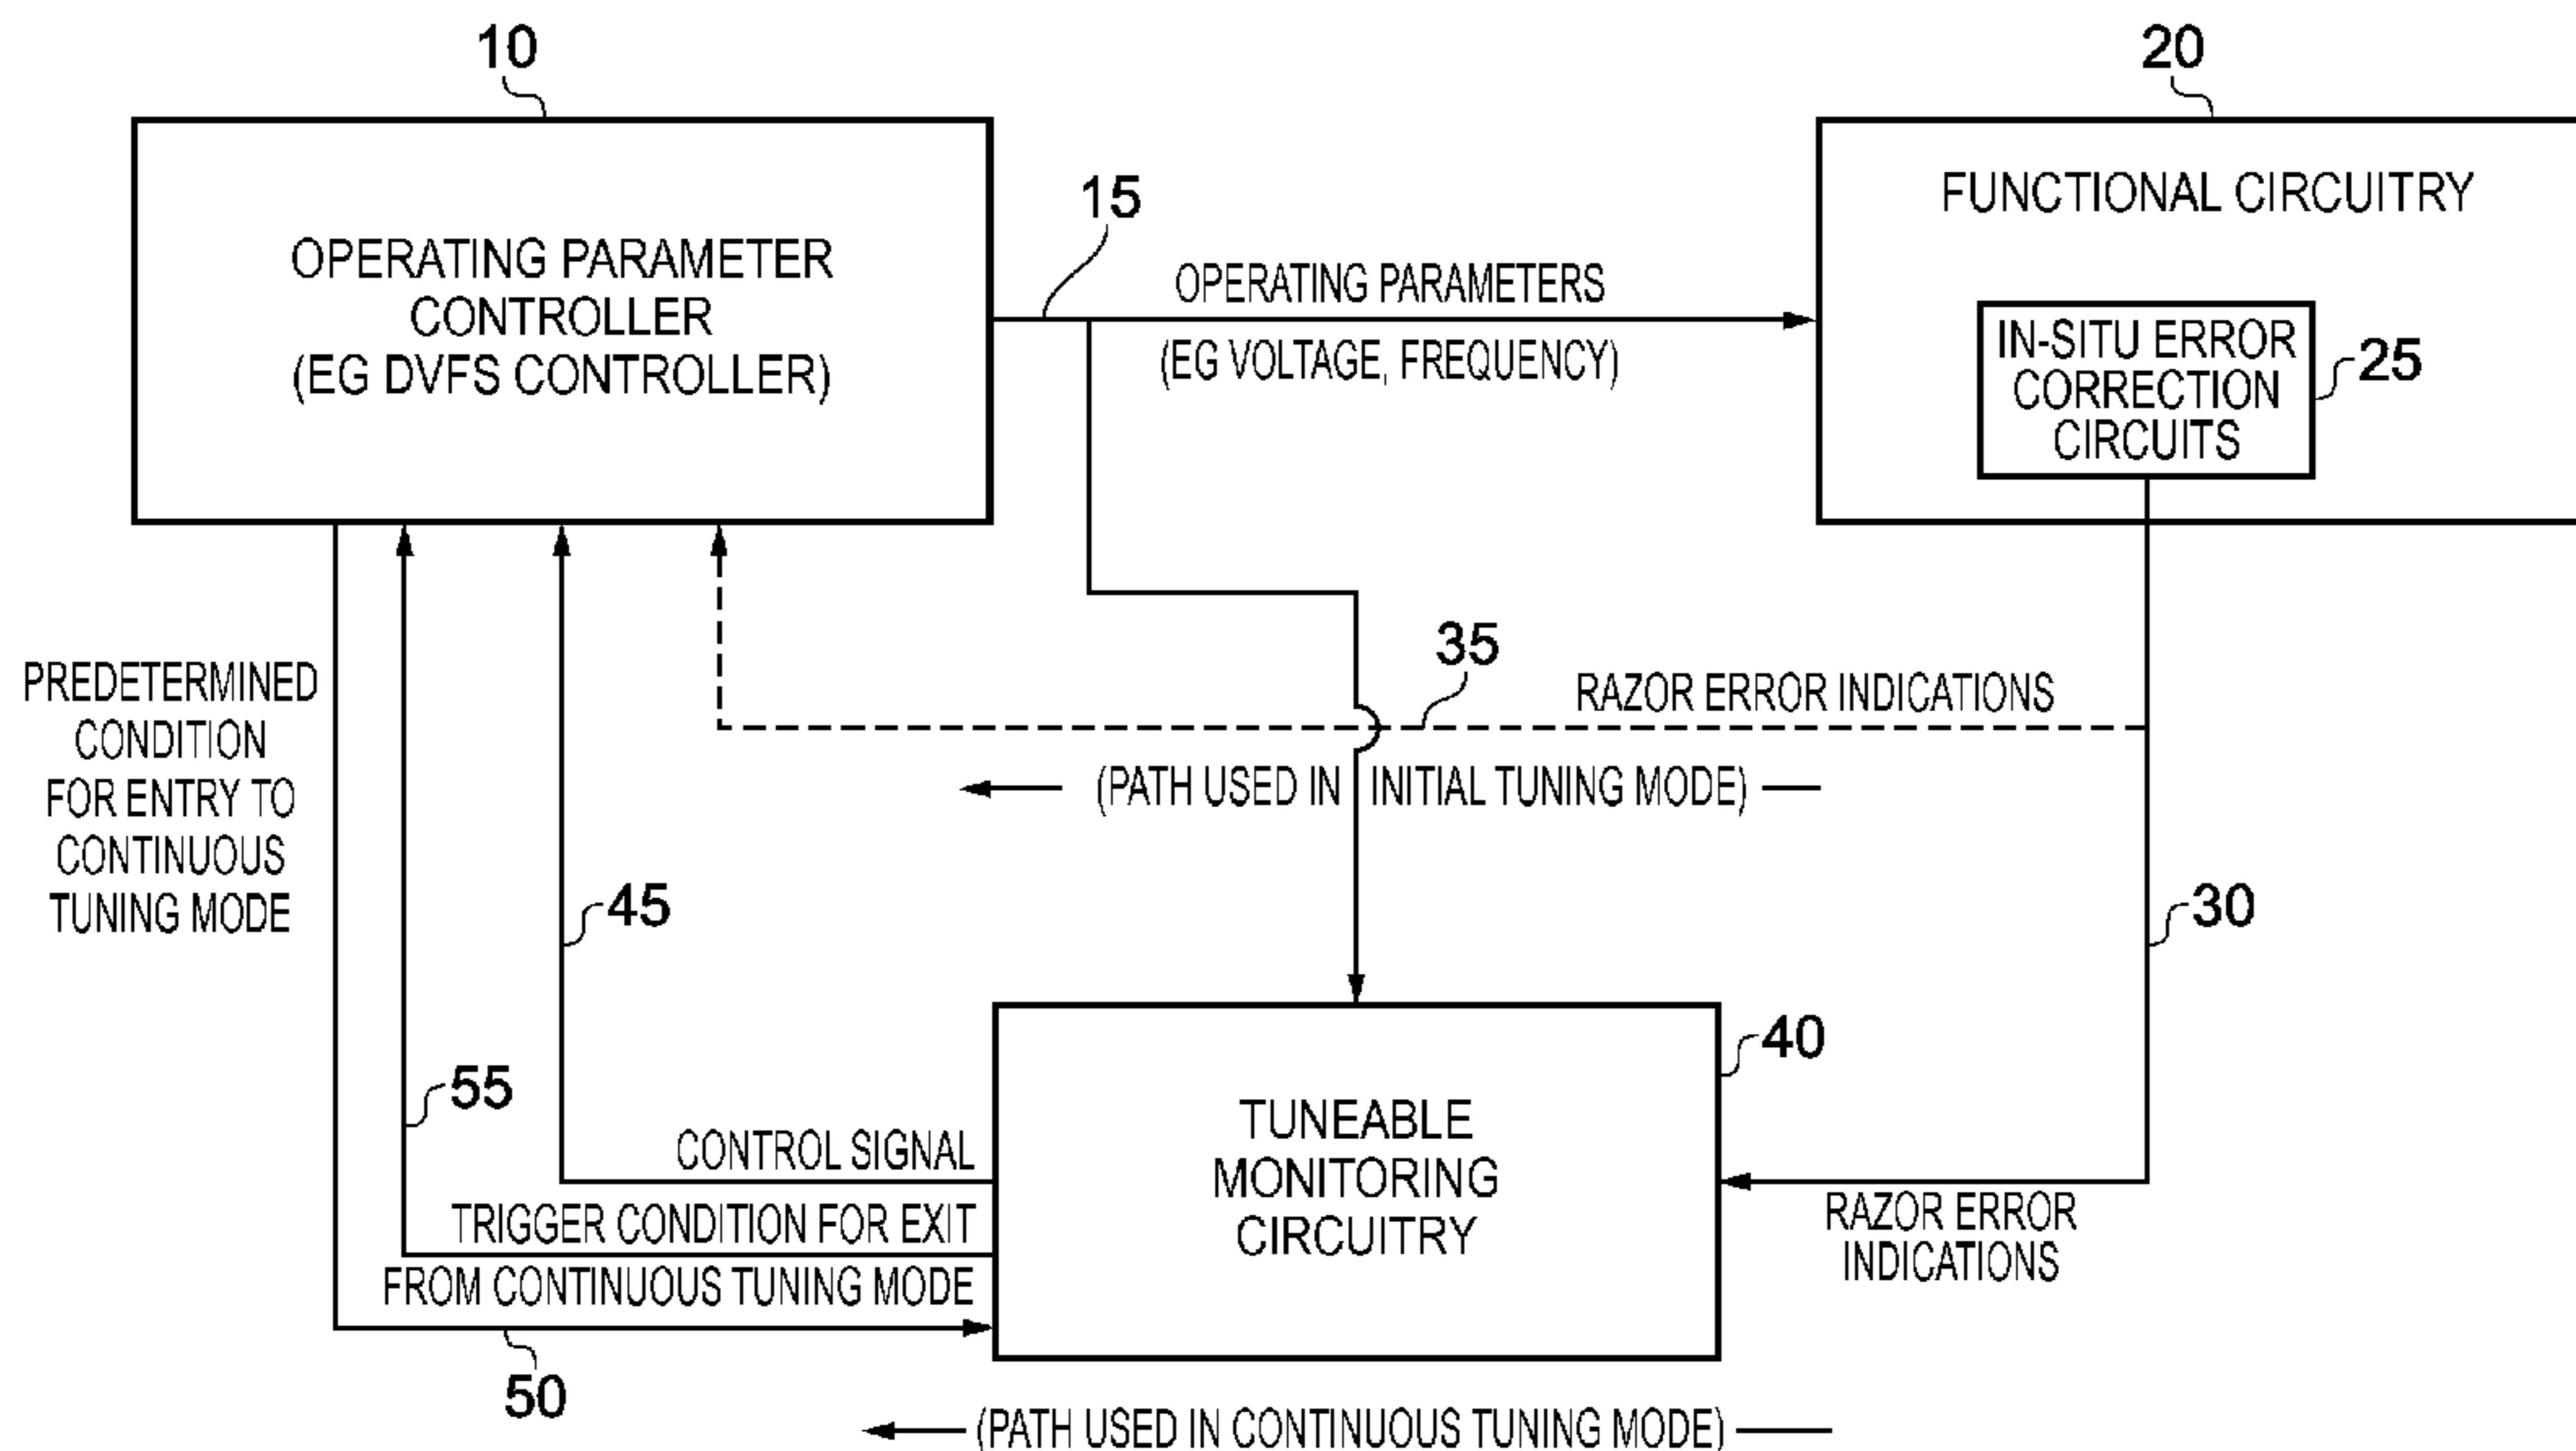 10
20
OPERATING PARAMETER
CONTROLLER
(EG DVFS CONTROLLER)
15
OPERATING PARAMETERS
(EG VOLTAGE, FREQUENCY)
FUNCTIONAL CIRCUITRY
IN-SITU ERROR
CORRECTION
CIRCUITS
25
PREDETERMINED
CONDITION
FOR ENTRY TO
CONTINUOUS
TUNING MODE
35
RAZOR ERROR INDICATIONS
(PATH USED IN INITIAL TUNING MODE)
45
30
55
40
CONTROL SIGNAL
TRIGGER CONDITION FOR EXIT
FROM CONTINUOUS TUNING MODE
TUNEABLE
MONITORING
CIRCUITRY
RAZOR ERROR
INDICATIONS
50
(PATH USED IN CONTINUOUS TUNING MODE)